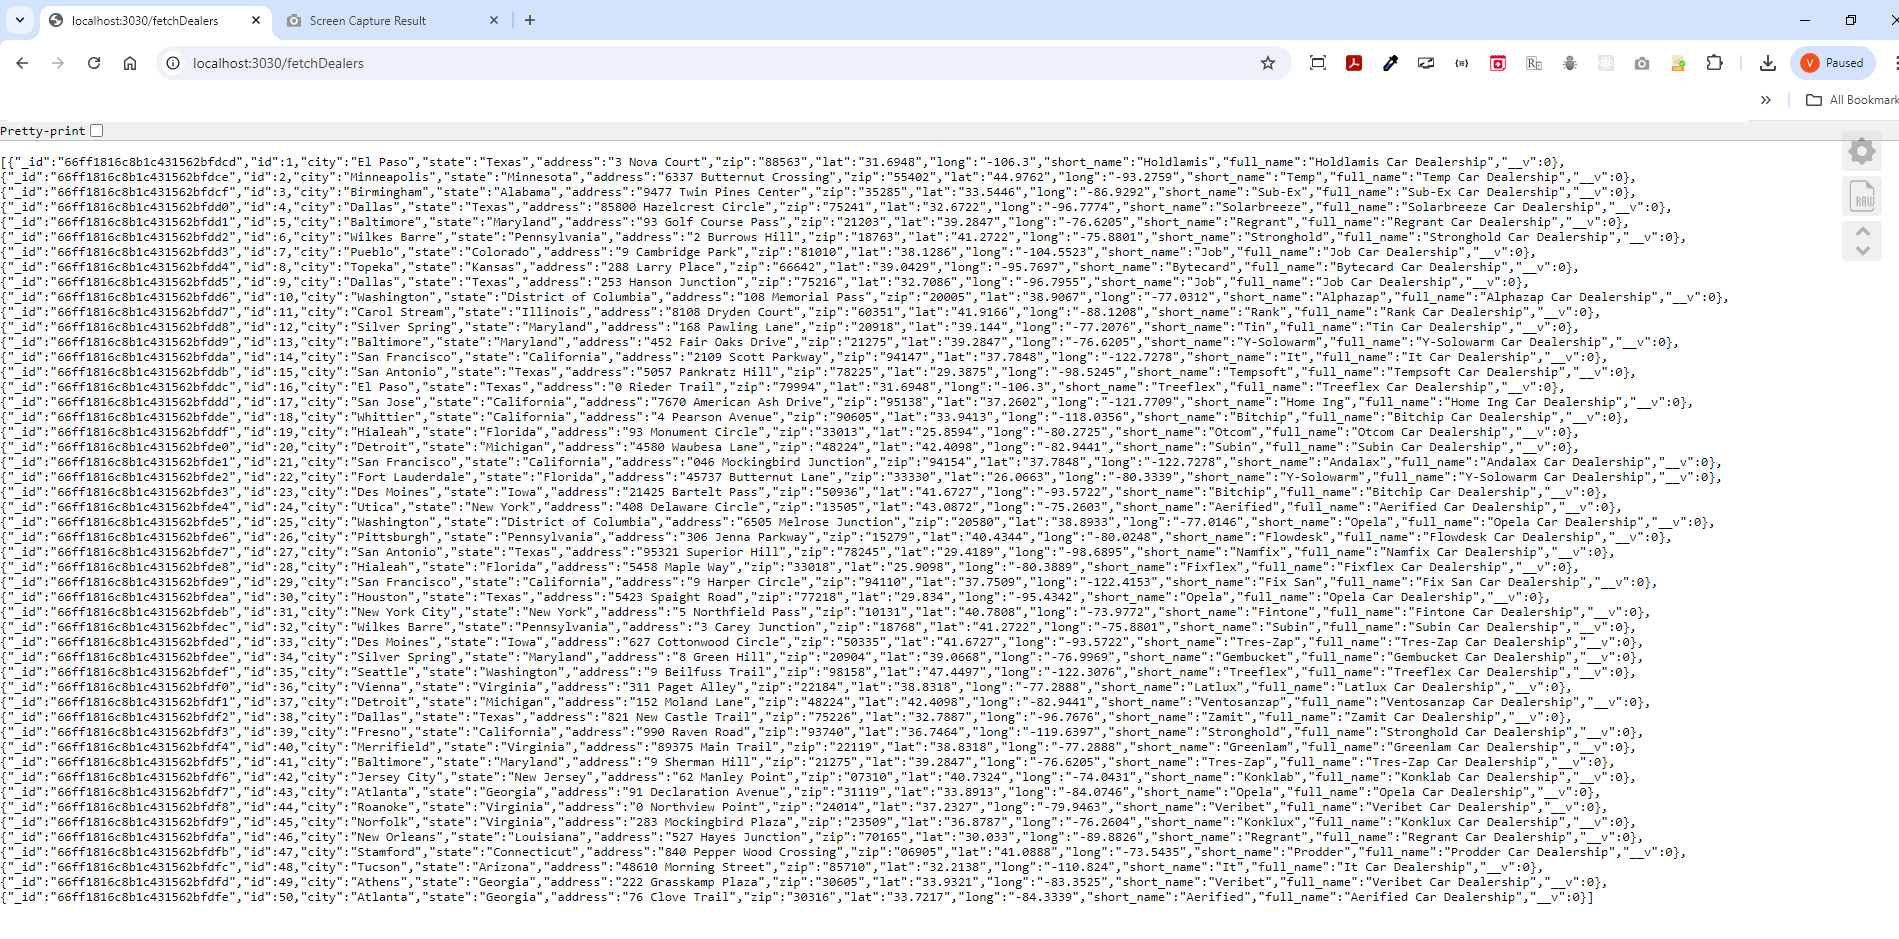 localhost:3030/fetchDealers
Screen Capture Result
localhost:3030/fetchDealers
V Paused
All Bookmark
Pretty-print
RAW
[{"_id":"66ff1816c8b1c431562bfdcd","id":1,"city":"El Paso","state":"Texas","address":"3 Nova Court","zip":"88563","lat":"31.6948","long":"-106.3","short_name":"Holdlamis","full_name":"Holdlamis Car Dealership","__v":0},
{"_id":"66ff1816c8b1c431562bfdce","id":2,"city":"Minneapolis","state":"Minnesota","address":"6337 Butternut Crossing","zip":"55402","lat":"44.9762","long":"-93.2759","short_name":"Temp","full_name":"Temp Car Dealership","__v":0},
{"_id":"66ff1816c8b1c431562bfdcf","id":3,"city":"Birmingham","state":"Alabama","address":"9477 Twin Pines Center","zip":"35285","lat":"33.5446","long":"-86.9292","short_name":"Sub-Ex","full_name":"Sub-Ex Car Dealership","__v":0},
{"_id":"66ff1816c8b1c431562bfdd0","id":4,"city":"Dallas","state":"Texas","address":"85800 Hazelcrest Circle","zip":"75241","lat":"32.6722","long":"-96.7774","short_name":"Solarbreeze","full_name":"Solarbreeze Car Dealership","__v":0},
{"_id":"66ff1816c8b1c431562bfdd1","id":5,"city":"Baltimore","state":"Maryland","address":"93 Golf Course Pass","zip":"21203","lat":"39.2847","long":"-76.6205","short_name":"Regrant","full_name":"Regrant Car Dealership","__v":0},
{"_id":"66ff1816c8b1c431562bfdd2","id":6,"city":"Wilkes Barre","state":"Pennsylvania","address":"2 Burrows Hill","zip":"18763","lat":"41.2722","long":"-75.8801","short_name":"Stronghold","full_name":"Stronghold Car Dealership","__v":0},
{"_id":"66ff1816c8b1c431562bfdd3","id":7,"city":"Pueblo","state":"Colorado","address":"9 Cambridge Park","zip":"81010","lat":"38.1286","long":"-104.5523","short_name":"Job","full_name":"Job Car Dealership","__v":0},
{"_id":"66ff1816c8b1c431562bfdd4","id":8,"city":"Topeka","state":"Kansas","address":"288 Larry Place","zip":"66642","lat":"39.0429","long":"-95.7697","short_name":"Bytecard","full_name":"Bytecard Car Dealership","__v":0},
{"_id":"66ff1816c8b1c431562bfdd5","id":9,"city":"Dallas","state":"Texas","address":"253 Hanson Junction","zip":"75216","lat":"32.7086","long":"-96.7955","short_name":"Job","full_name":"Job Car Dealership","__v":0},
{"_id":"66ff1816c8b1c431562bfdd6","id":10,"city":"Washington","state":"District of Columbia","address":"108 Memorial Pass","zip":"20005","lat":"38.9067","long":"-77.0312","short_name":"Alphazap","full_name":"Alphazap Car Dealership","__v":0},
{"_id":"66ff1816c8b1c431562bfdd7","id":11,"city":"Carol Stream","state":"Illinois","address":"8108 Dryden Court","zip":"60351","lat":"41.9166","long":"-88.1208","short_name":"Rank","full_name":"Rank Car Dealership","__v":0},
{"_id":"66ff1816c8b1c431562bfdd8","id":12,"city":"Silver Spring","state":"Maryland","address":"168 Pawling Lane","zip":"20918","lat":"39.144","long":"-77.2076","short_name":"Tin","full_name":"Tin Car Dealership","__v":0},
{"_id":"66ff1816c8b1c431562bfdd9","id":13,"city":"Baltimore","state":"Maryland","address":"452 Fair Oaks Drive","zip":"21275","lat":"39.2847","long":"-76.6205","short_name":"Y-Solowarm","full_name":"Y-Solowarm Car Dealership","__v":0},
{"_id":"66ff1816c8b1c431562bfdda","id":14,"city":"San Francisco","state":"California","address":"2109 Scott Parkway","zip":"94147","lat":"37.7848","long":"-122.7278","short_name":"It","full_name":"It Car Dealership","__v":0},
{"_id":"66ff1816c8b1c431562bfddb","id":15,"city":"San Antonio","state":"Texas","address":"5057 Pankratz Hill","zip":"78225","lat":"29.3875","long":"-98.5245","short_name":"Tempsoft","full_name":"Tempsoft Car Dealership","__v":0},
{"_id":"66ff1816c8b1c431562bfddc","id":16,"city":"El Paso","state":"Texas","address":"0 Rieder Trail","zip":"79994","lat":"31.6948","long":"-106.3","short_name":"Treeflex","full_name":"Treeflex Car Dealership","__v":0},
{"_id":"66ff1816c8b1c431562bfddd","id":17,"city":"San Jose","state":"California","address":"7670 American Ash Drive","zip":"95138","lat":"37.2602","long":"-121.7709","short_name":"Home Ing","full_name":"Home Ing Car Dealership","__v":0},
{"_id":"66ff1816c8b1c431562bfdde","id":18,"city":"Whittier","state":"California","address":"4 Pearson Avenue","zip":"90605","lat":"33.9413","long":"-118.0356","short_name":"Bitchip","full_name":"Bitchip Car Dealership","__v":0},
{"_id":"66ff1816c8b1c431562bfddf","id":19,"city":"Hialeah","state":"Florida","address":"93 Monument Circle","zip":"33013","lat":"25.8594","long":"-80.2725","short_name":"Otcom","full_name":"Otcom Car Dealership","__v":0},
{"_id":"66ff1816c8b1c431562bfde0","id":20,"city":"Detroit","state":"Michigan","address":"4580 Waubesa Lane","zip":"48224","lat":"42.4098","long":"-82.9441","short_name":"Subin","full_name":"Subin Car Dealership","__v":0},
{"_id":"66ff1816c8b1c431562bfde1","id":21,"city":"San Francisco","state":"California","address":"046 Mockingbird Junction","zip":"94154","lat":"37.7848","long":"-122.7278","short_name":"Andalax","full_name":"Andalax Car Dealership","__v":0},
{"_id":"66ff1816c8b1c431562bfde2","id":22,"city":"Fort Lauderdale","state":"Florida","address":"45737 Butternut Lane","zip":"33330","lat":"26.0663","long":"-80.3339","short_name":"Y-Solowarm","full_name":"Y-Solowarm Car Dealership","__v":0},
{"_id":"66ff1816c8b1c431562bfde3","id":23,"city":"Des Moines","state":"Iowa","address":"21425 Bartelt Pass","zip":"50936","lat":"41.6727","long":"-93.5722","short_name":"Bitchip","full_name":"Bitchip Car Dealership","__v":0},
{"_id":"66ff1816c8b1c431562bfde4","id":24,"city":"Utica","state":"New York","address":"408 Delaware Circle","zip":"13505","lat":"43.0872","long":"-75.2603","short_name":"Aerified","full_name":"Aerified Car Dealership","__v":0},
{"_id":"66ff1816c8b1c431562bfde5","id":25,"city":"Washington","state":"District of Columbia","address":"6505 Melrose Junction","zip":"20580","lat":"38.8933","long":"-77.0146","short_name":"Opela","full_name":"Opela Car Dealership","__v":0},
{"_id":"66ff1816c8b1c431562bfde6","id":26,"city":"Pittsburgh","state":"Pennsylvania","address":"306 Jenna Parkway","zip":"15279","lat":"40.4344","long":"-80.0248","short_name":"Flowdesk","full_name":"Flowdesk Car Dealership","__v":0},
{"_id":"66ff1816c8b1c431562bfde7","id":27,"city":"San Antonio","state":"Texas","address":"95321 Superior Hill","zip":"78245","lat":"29.4189","long":"-98.6895","short_name":"Namfix","full_name":"Namfix Car Dealership","__v":0},
{"_id":"66ff1816c8b1c431562bfde8","id":28,"city":"Hialeah","state":"Florida","address":"5458 Maple Way","zip":"33018","lat":"25.9098","long":"-80.3889","short_name":"Fixflex","full_name":"Fixflex Car Dealership","__v":0},
{"_id":"66ff1816c8b1c431562bfde9","id":29,"city":"San Francisco","state":"California","address":"9 Harper Circle","zip":"94110","lat":"37.7509","long":"-122.4153","short_name":"Fix San","full_name":"Fix San Car Dealership","__v":0},
{"_id":"66ff1816c8b1c431562bfdea","id":30,"city":"Houston","state":"Texas","address":"5423 Spaight Road","zip":"77218","lat":"29.834","long":"-95.4342","short_name":"Opela","full_name":"Opela Car Dealership","__v":0},
{"_id":"66ff1816c8b1c431562bfdeb","id":31,"city":"New York City","state":"New York","address":"5 Northfield Pass","zip":"10131","lat":"40.7808","long":"-73.9772","short_name":"Fintone","full_name":"Fintone Car Dealership","__v":0},
{"_id":"66ff1816c8b1c431562bfdec","id":32,"city":"Wilkes Barre","state":"Pennsylvania","address":"3 Carey Junction","zip":"18768","lat":"41.2722","long":"-75.8801","short_name":"Subin","full_name":"Subin Car Dealership","__v":0},
{"_id":"66ff1816c8b1c431562bfded","id":33,"city":"Des Moines","state":"Iowa","address":"627 Cottonwood Circle","zip":"50335","lat":"41.6727","long":"-93.5722","short_name":"Tres-Zap","full_name":"Tres-Zap Car Dealership","__v":0},
{"_id":"66ff1816c8b1c431562bfdee","id":34,"city":"Silver Spring","state":"Maryland","address":"8 Green Hill","zip":"20904","lat":"39.0668","long":"-76.9969","short_name":"Gembucket","full_name":"Gembucket Car Dealership","__v":0},
{"_id":"66ff1816c8b1c431562bfdef","id":35,"city":"Seattle","state":"Washington","address":"9 Beilfuss Trail","zip":"98158","lat":"47.4497","long":"-122.3076","short_name":"Treeflex","full_name":"Treeflex Car Dealership","__v":0},
{"_id":"66ff1816c8b1c431562bfdf0","id":36,"city":"Vienna","state":"Virginia","address":"311 Paget Alley","zip":"22184","lat":"38.8318","long":"-77.2888","short_name":"Latlux","full_name":"Latlux Car Dealership","__v":0},
{"_id":"66ff1816c8b1c431562bfdf1","id":37,"city":"Detroit","state":"Michigan","address":"152 Moland Lane","zip":"48224","lat":"42.4098","long":"-82.9441","short_name":"Ventosanzap","full_name":"Ventosanzap Car Dealership","__v":0},
{"_id":"66ff1816c8b1c431562bfdf2","id":38,"city":"Dallas","state":"Texas","address":"821 New Castle Trail","zip":"75226","lat":"32.7887","long":"-96.7676","short_name":"Zamit","full_name":"Zamit Car Dealership","__v":0},
{"_id":"66ff1816c8b1c431562bfdf3","id":39,"city":"Fresno","state":"California","address":"990 Raven Road","zip":"93740","lat":"36.7464","long":"-119.6397","short_name":"Stronghold","full_name":"Stronghold Car Dealership","__v":0},
{"_id":"66ff1816c8b1c431562bfdf4","id":40,"city":"Merrifield","state":"Virginia","address":"89375 Main Trail","zip":"22119","lat":"38.8318","long":"-77.2888","short_name":"Greenlam","full_name":"Greenlam Car Dealership","__v":0},
{"_id":"66ff1816c8b1c431562bfdf5","id":41,"city":"Baltimore","state":"Maryland","address":"9 Sherman Hill","zip":"21275","lat":"39.2847","long":"-76.6205","short_name":"Tres-Zap","full_name":"Tres-Zap Car Dealership","__v":0},
{"_id":"66ff1816c8b1c431562bfdf6","id":42,"city":"Jersey City","state":"New Jersey","address":"62 Manley Point","zip":"07310","lat":"40.7324","long":"-74.0431","short_name":"Konklab","full_name":"Konklab Car Dealership","__v":0},
{"_id":"66ff1816c8b1c431562bfdf7","id":43,"city":"Atlanta","state":"Georgia","address":"91 Declaration Avenue","zip":"31119","lat":"33.8913","long":"-84.0746","short_name":"Opela","full_name":"Opela Car Dealership","__v":0},
{"_id":"66ff1816c8b1c431562bfdf8","id":44,"city":"Roanoke","state":"Virginia","address":"0 Northview Point","zip":"24014","lat":"37.2327","long":"-79.9463","short_name":"Veribet","full_name":"Veribet Car Dealership","__v":0},
{"_id":"66ff1816c8b1c431562bfdf9","id":45,"city":"Norfolk","state":"Virginia","address":"283 Mockingbird Plaza","zip":"23509","lat":"36.8787","long":"-76.2604","short_name":"Konklux","full_name":"Konklux Car Dealership","__v":0},
{"_id":"66ff1816c8b1c431562bfdfa","id":46,"city":"New Orleans","state":"Louisiana","address":"527 Hayes Junction","zip":"70165","lat":"30.033","long":"-89.8826","short_name":"Regrant","full_name":"Regrant Car Dealership","__v":0},
{"_id":"66ff1816c8b1c431562bfdfb","id":47,"city":"Stamford","state":"Connecticut","address":"840 Pepper Wood Crossing","zip":"06905","lat":"41.0888","long":"-73.5435","short_name":"Prodder","full_name":"Prodder Car Dealership","__v":0},
{"_id":"66ff1816c8b1c431562bfdfc","id":48,"city":"Tucson","state":"Arizona","address":"48610 Morning Street","zip":"85710","lat":"32.2138","long":"-110.824","short_name":"It","full_name":"It Car Dealership","__v":0},
{"_id":"66ff1816c8b1c431562bfdfd","id":49,"city":"Athens","state":"Georgia","address":"222 Grasskamp Plaza","zip":"30605","lat":"33.9321","long":"-83.3525","short_name":"Veribet","full_name":"Veribet Car Dealership","__v":0},
{"_id":"66ff1816c8b1c431562bfdfe","id":50,"city":"Atlanta","state":"Georgia","address":"76 Clove Trail","zip":"30316","lat":"33.7217","long":"-84.3339","short_name":"Aerified","full_name":"Aerified Car Dealership","__v":0}]